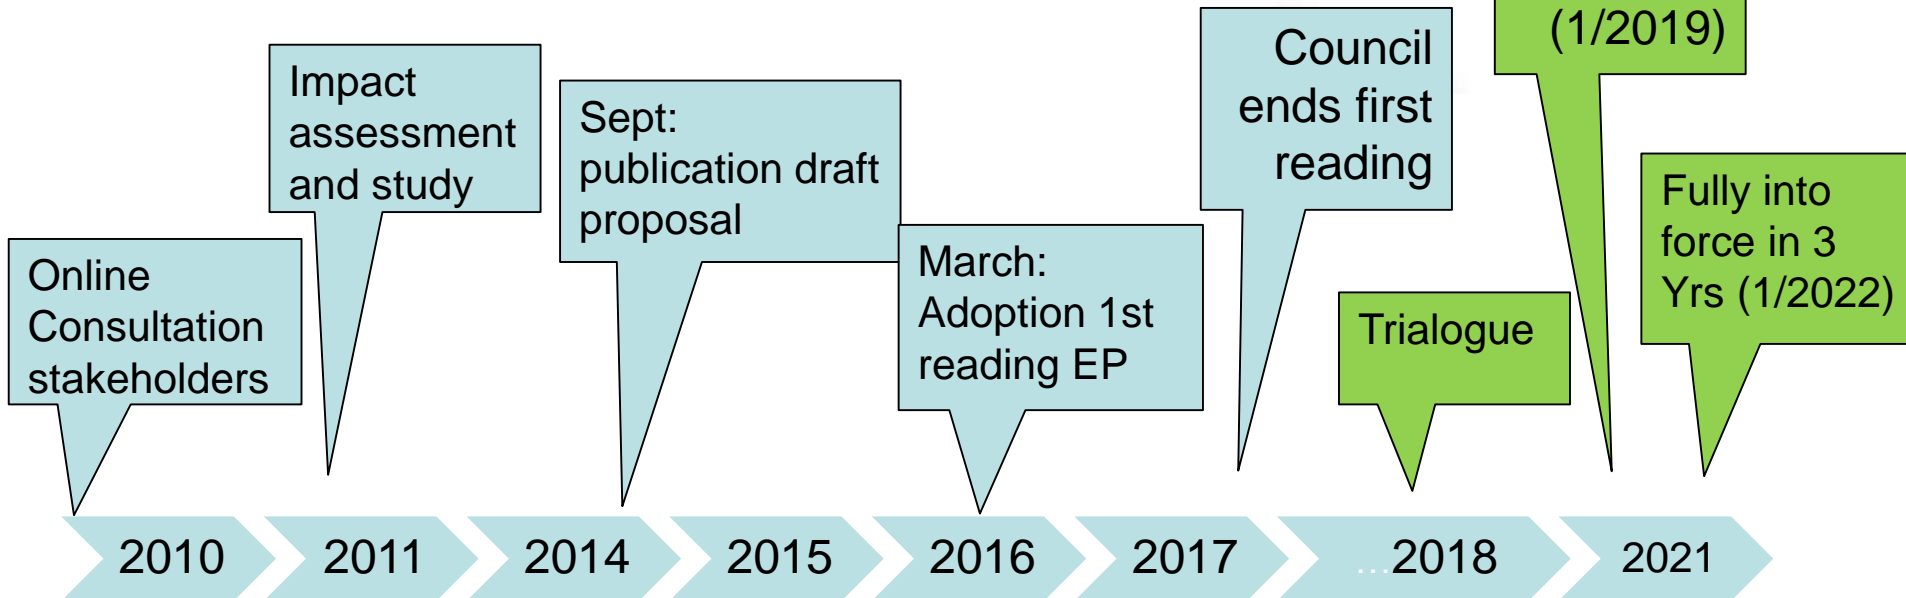 Online
Consultation
stakeholders
Impact
assessment
and study
Sept:
publication draft
proposal
March:
Adoption 1st
reading EP
Council
ends first
reading
Trialogue
(1/2019)
Fully into
force in 3
Yrs (1/2022)
2010
2011
2014
2015
2016
2017
...2018
2021